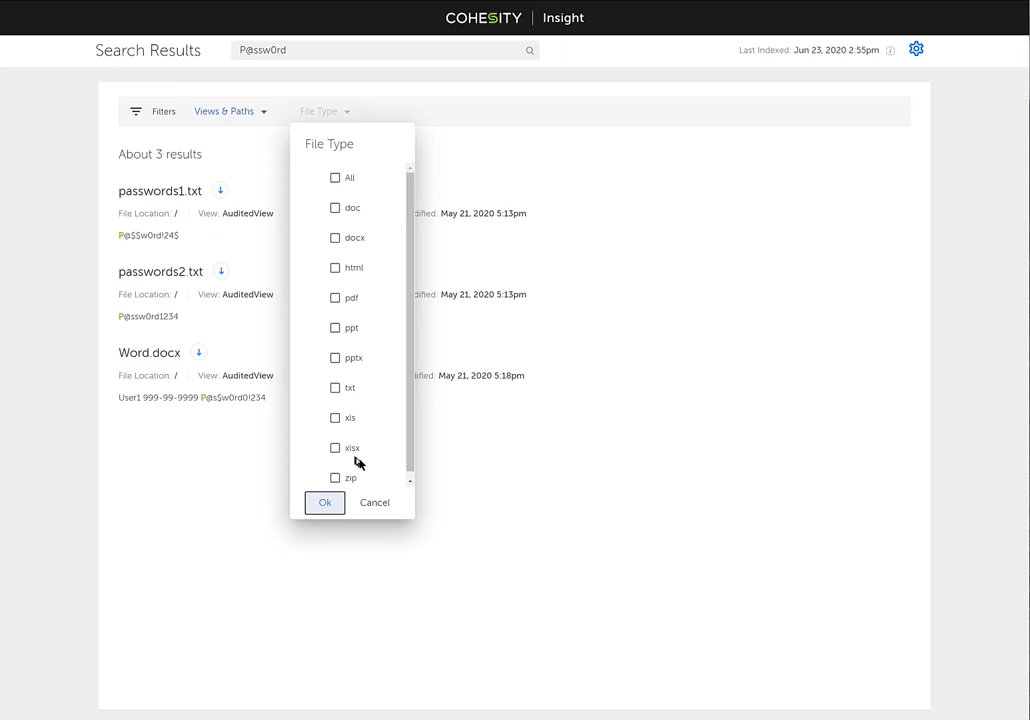 COHESITY | Insight
Search Results
P@ssw0rd
Last Indexed: Jun 23, 2020 2:55pm
Filters
Views & Paths
File Type
File Type
All
doc
docx
html
pdf
ppt
pptx
txt
xls
xlsx
zip
Ok
Cancel
About 3 results
passwords1.txt
File Location: / View: AuditedView dified: May 21, 2020 5:13pm
P@$$w0rd!24$
passwords2.txt
File Location: / View: AuditedView dified: May 21, 2020 5:13pm
P@ssw0rd1234
Word.docx
File Location: / View: AuditedView ified: May 21, 2020 5:18pm
User1 999-99-9999 P@s$w0rd0!234